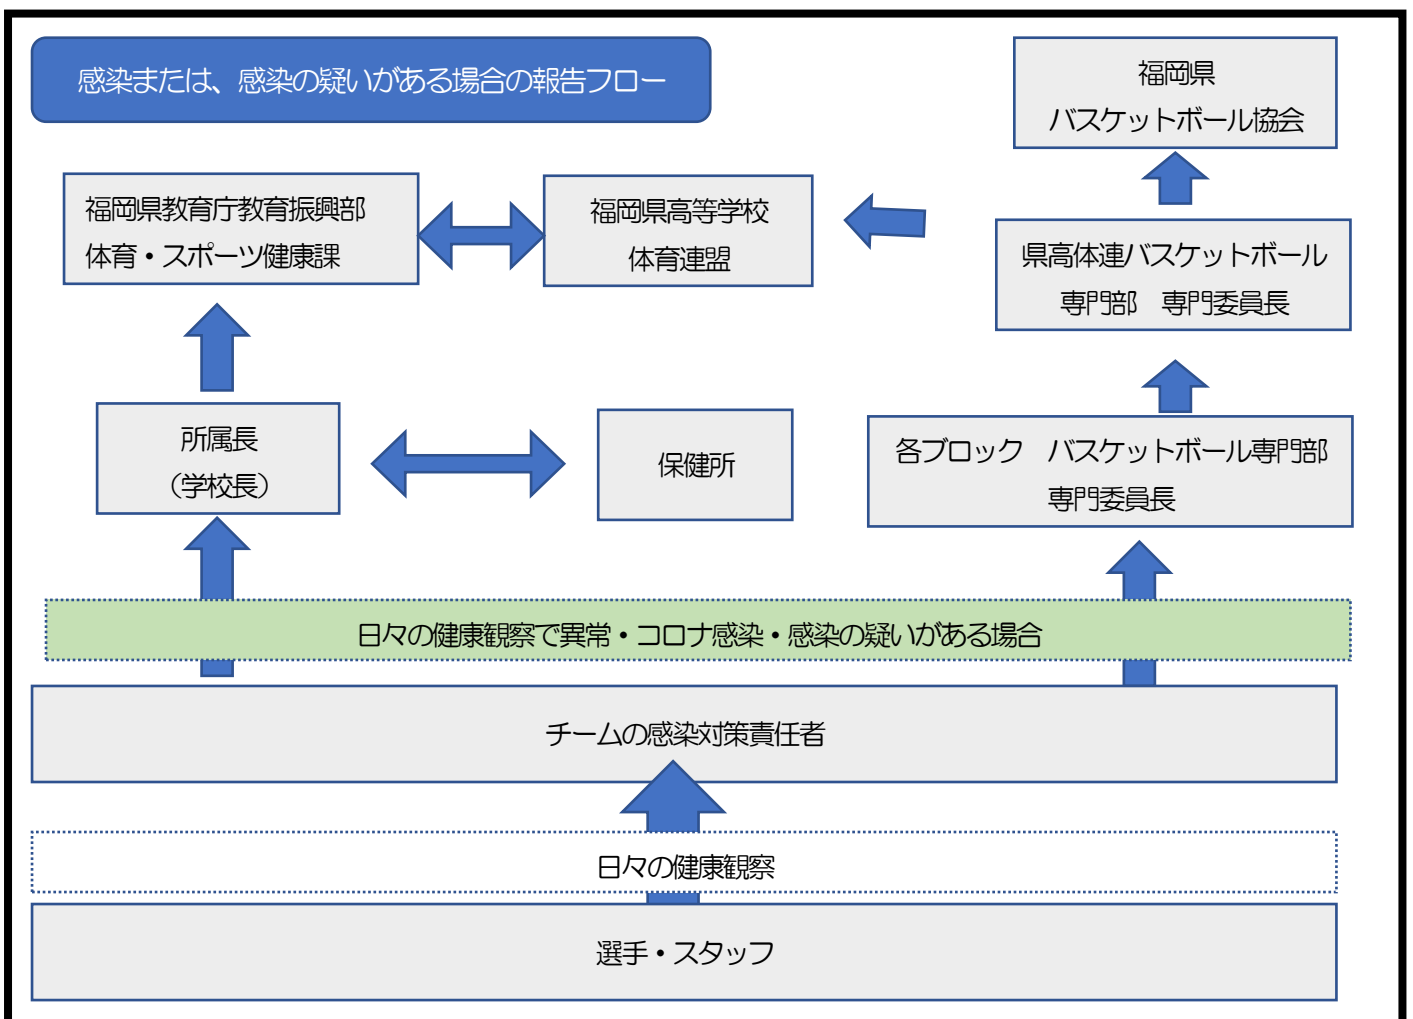 感染または、感染の疑いがある場合の報告フロー
福岡県
バスケットボール協会
福岡県教育庁教育振興部
体育・スポーツ健康課
福岡県高等学校
体育連盟
県高体連バスケットボール
専門部　専門委員長
所属長
（学校長）
保健所
各ブロック　バスケットボール専門部
専門委員長
日々の健康観察で異常・コロナ感染・感染の疑いがある場合
チームの感染対策責任者
日々の健康観察
選手・スタッフ